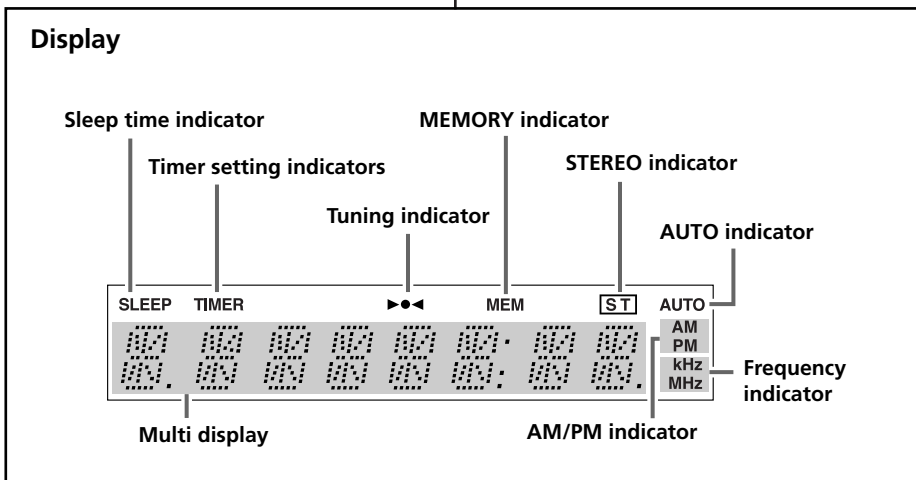 Display
Sleep time indicator
MEMORY indicator
Timer setting indicators
STEREO indicator
Tuning indicator
AUTO indicator
SLEEP TIMER MEM ST AUTO
AM
PM
kHz
MHz
Frequency
indicator
Multi display
AM/PM indicator